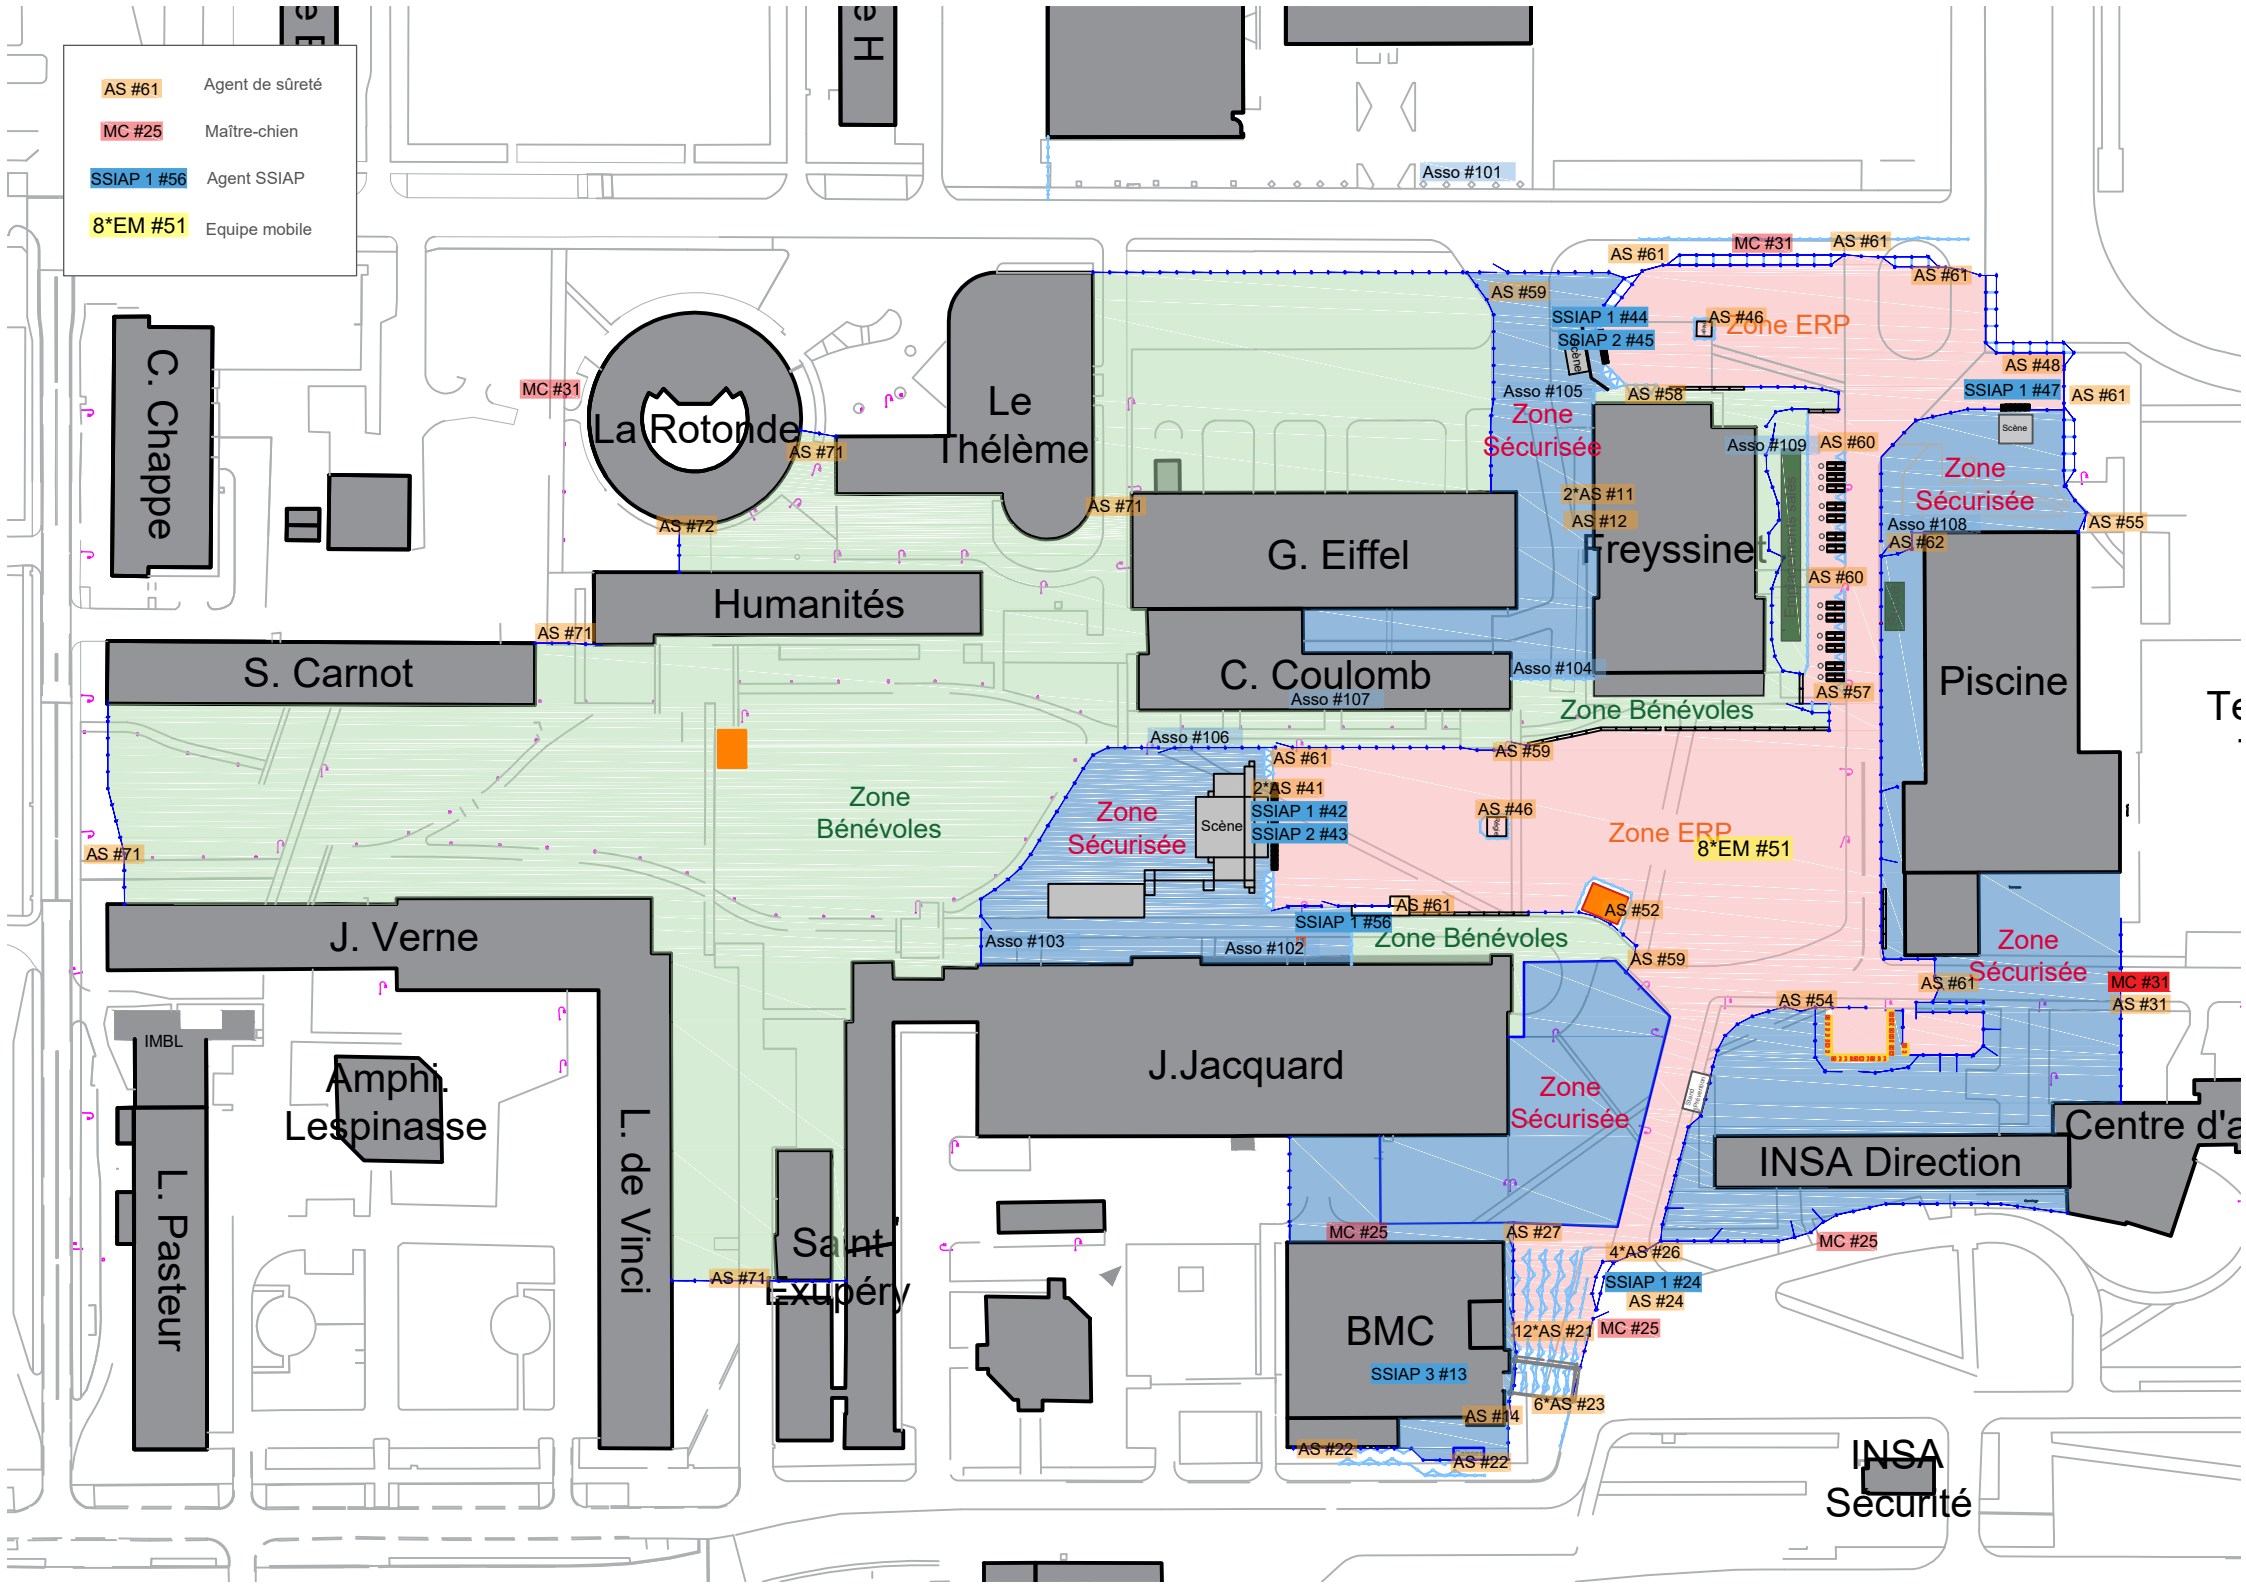 e E
e H
AS #61 Agent de sûreté
MC #25 Maître-chien
SSIAP 1 #56 Agent SSIAP
8*EM #51 Equipe mobile
Asso #101
AS #61
MC #31
AS #61
AS #61
AS #59
SSIAP 1 #44
SSIAP 2 #45
Scène
AS #46
Zone ERP
AS #48
SSIAP 1 #47
AS #61
Scène
C. Chappe
MC #31
La Rotonde
AS #71
Le
Thélème
Asso #105
Zone
Sécurisée
AS #58
Asso #109
AS #60
Zone
Sécurisée
2*AS #11
AS #12
Freyssinet
Asso #108
AS #62
AS #55
AS #72
AS #71
G. Eiffel
AS #60
Humanités
AS #71
S. Carnot
C. Coulomb
Asso #104
Asso #107
AS #57
Piscine
Te
Zone Bénévoles
Asso #106
AS #61
AS #59
2*AS #41
SSIAP 1 #42
SSIAP 2 #43
Scène
Zone
Sécurisée
Zone
Bénévoles
AS #46
Zone ERP
8*EM #51
AS #71
AS #61
AS #52
SSIAP 1 #56
J. Verne
Asso #103
Asso #102
Zone Bénévoles
AS #59
Zone
Sécurisée
AS #61
MC #31
AS #31
AS #54
IMBL
Amphi.
Lespinasse
J.Jacquard
Zone
Sécurisée
Centre d'a
INSA Direction
L. Pasteur
L. de Vinci
Saint
Exupéry
AS #71
MC #25
AS #27
4*AS #26
MC #25
SSIAP 1 #24
AS #24
BMC
12*AS #21
MC #25
SSIAP 3 #13
6*AS #23
AS #14
AS #22
AS #22
INSA
Sécurité